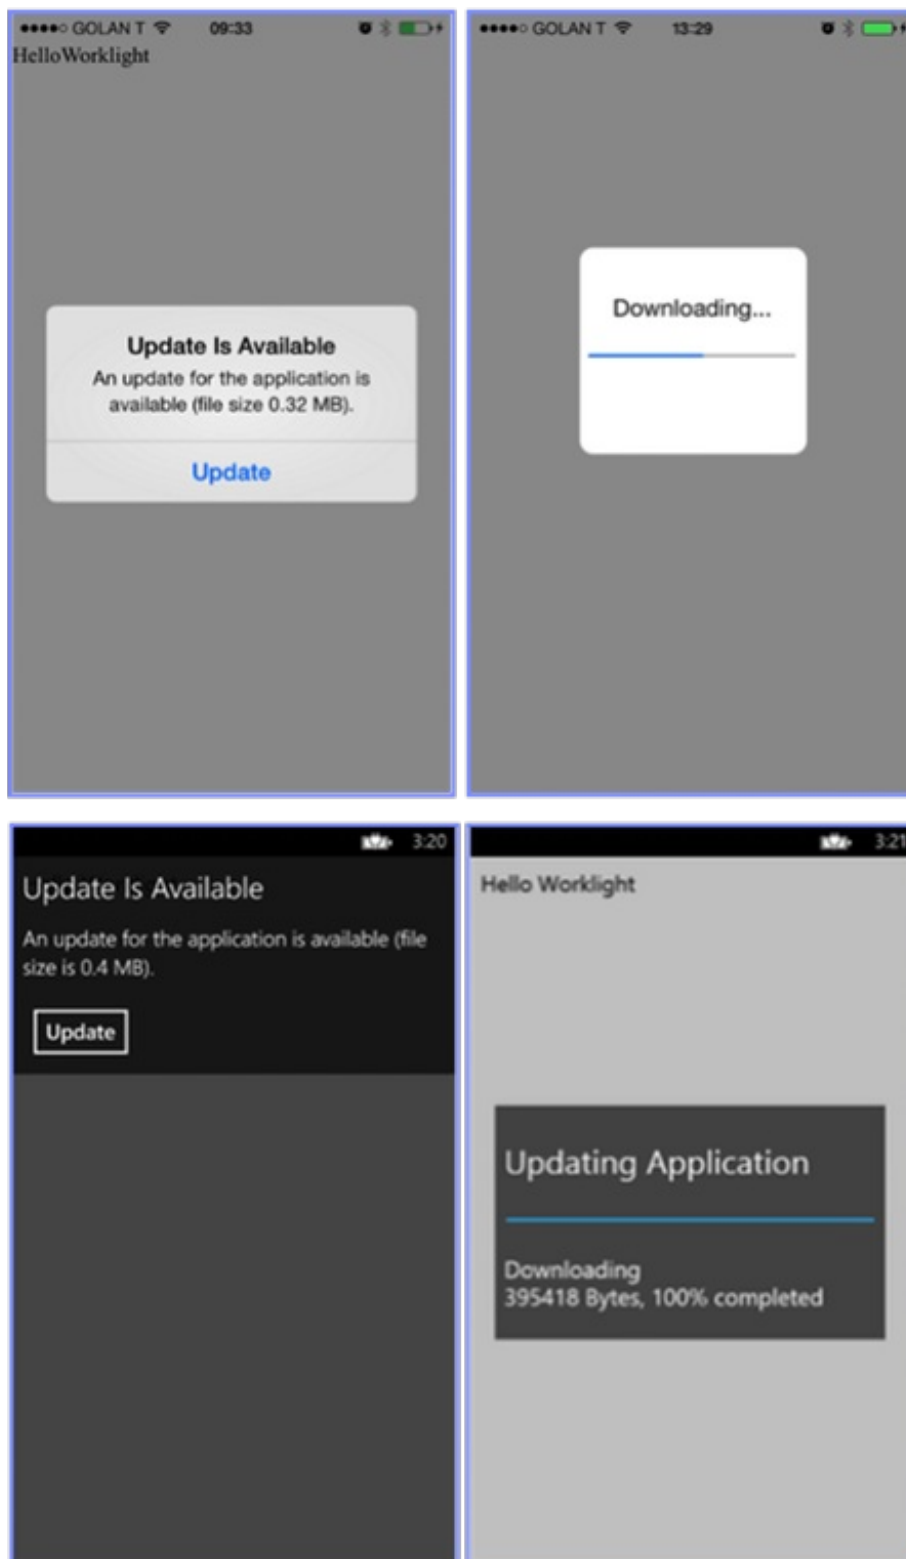 GOLAN T 09:33
HelloWorklight
Update Is Available
An update for the application is
available (file size 0.32 MB).
Update
GOLAN T 13:29
Downloading...
3:20
Update Is Available
An update for the application is available (file
size is 0.4 MB).
Update
3:21
Hello Worklight
Updating Application
Downloading
395418 Bytes, 100% completed